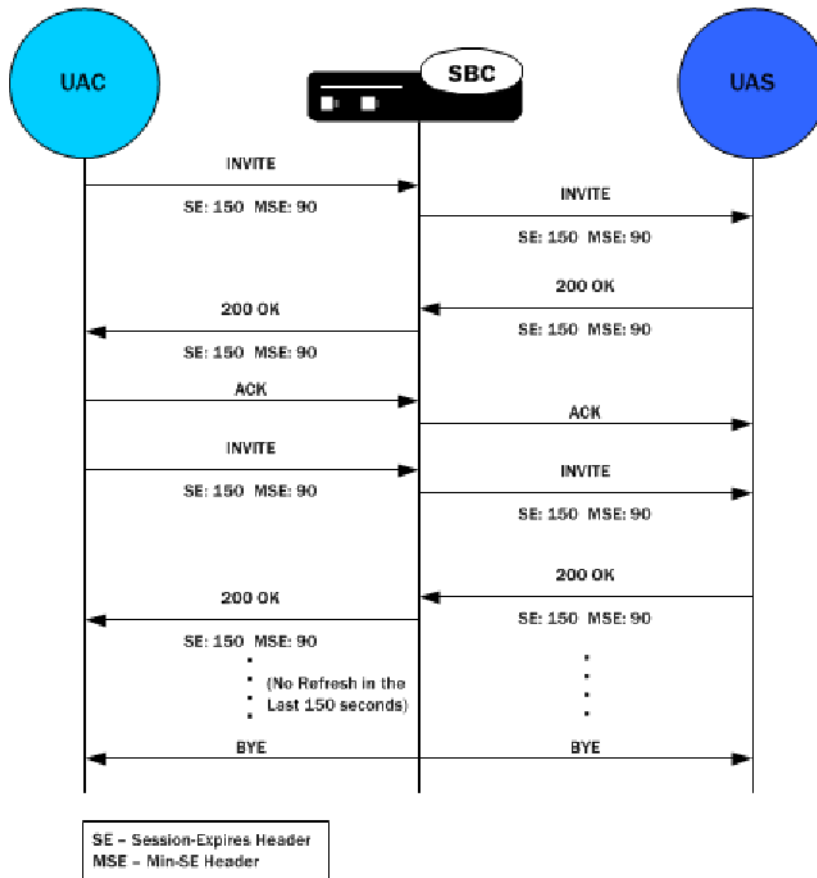 UAC
SBC
UAS
INVITE
SE: 150 MSE: 90
INVITE
SE: 150 MSE: 90
200 OK
SE: 150 MSE: 90
200 OK
SE: 150 MSE: 90
ACK
ACK
INVITE
SE: 150 MSE: 90
INVITE
SE: 150 MSE: 90
200 OK
SE: 150 MSE: 90
200 OK
SE: 150 MSE: 90
(No Refresh in the
Last 150 seconds)
BYE
BYE
SE – Session-Expires Header
MSE – Min-SE Header